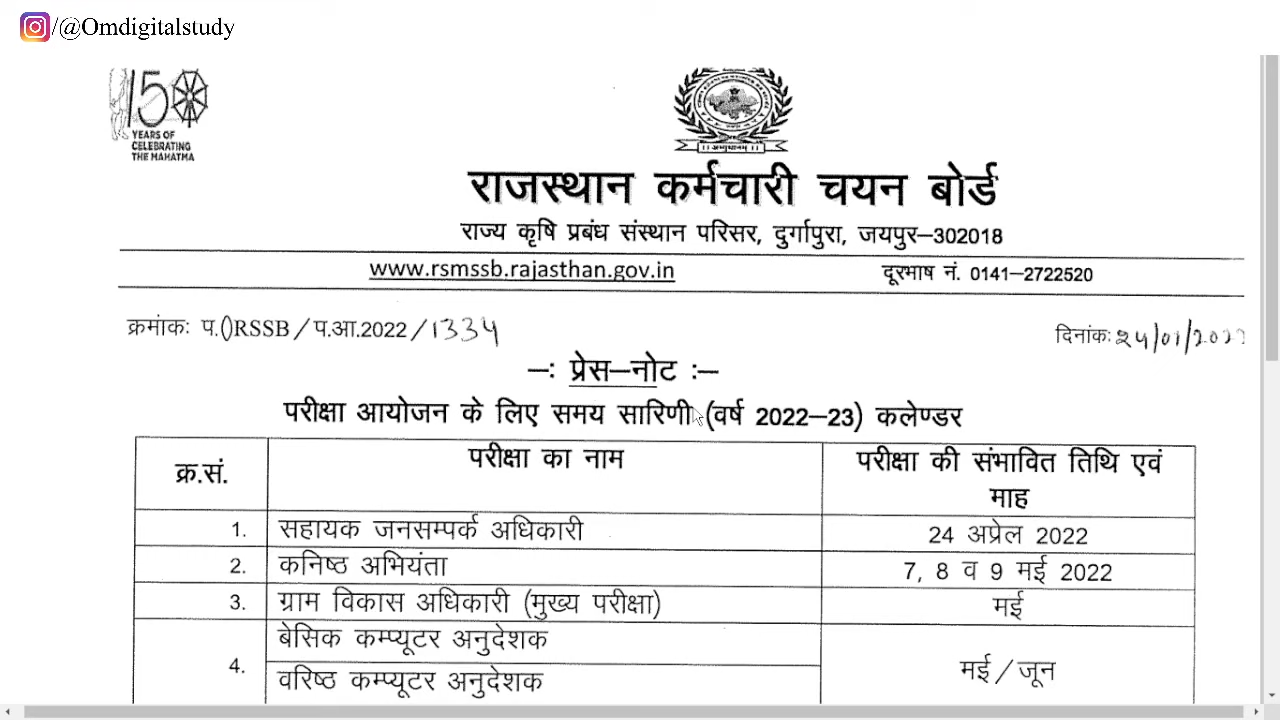 /@Omdigitalstudy
150
YEARS OF
CELEBRATING
THE MAHATMA
राजस्थान कर्मचारी चयन बोर्ड
राज्य कृषि प्रबंध संस्थान परिसर, दुर्गापुरा, जयपुर–302018
www.rsmssb.rajasthan.gov.in दूरभाष नं. 0141–2722520
क्रमांकः प.()RSSB/प.आ.2022/1334 दिनांकः 24/01/2022
–: प्रेस–नोट :–
परीक्षा आयोजन के लिए समय सारिणी (वर्ष 2022–23) कलेण्डर
क्र.सं. परीक्षा का नाम परीक्षा की संभावित तिथि एवं
माह
1. सहायक जनसम्पर्क अधिकारी 24 अप्रेल 2022
2. कनिष्ठ अभियंता 7, 8 व 9 मई 2022
3. ग्राम विकास अधिकारी (मुख्य परीक्षा) मई
4. बेसिक कम्प्यूटर अनुदेशक मई/जून
वरिष्ठ कम्प्यूटर अनुदेशक